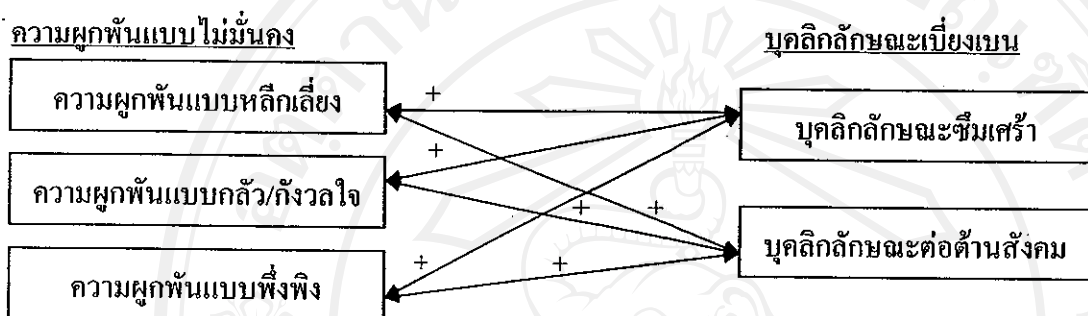 ความผูกพันแบบไม่มั่นคง
บุคลิกลักษณะเบี่ยงเบน
ความผูกพันแบบหลีกเลี่ยง
+
บุคลิกลักษณะซึมเศร้า
+
ความผูกพันแบบกลัว/กังวลใจ
+ +
บุคลิกลักษณะต่อต้านสังคม
+ +
ความผูกพันแบบพึ่งพิง